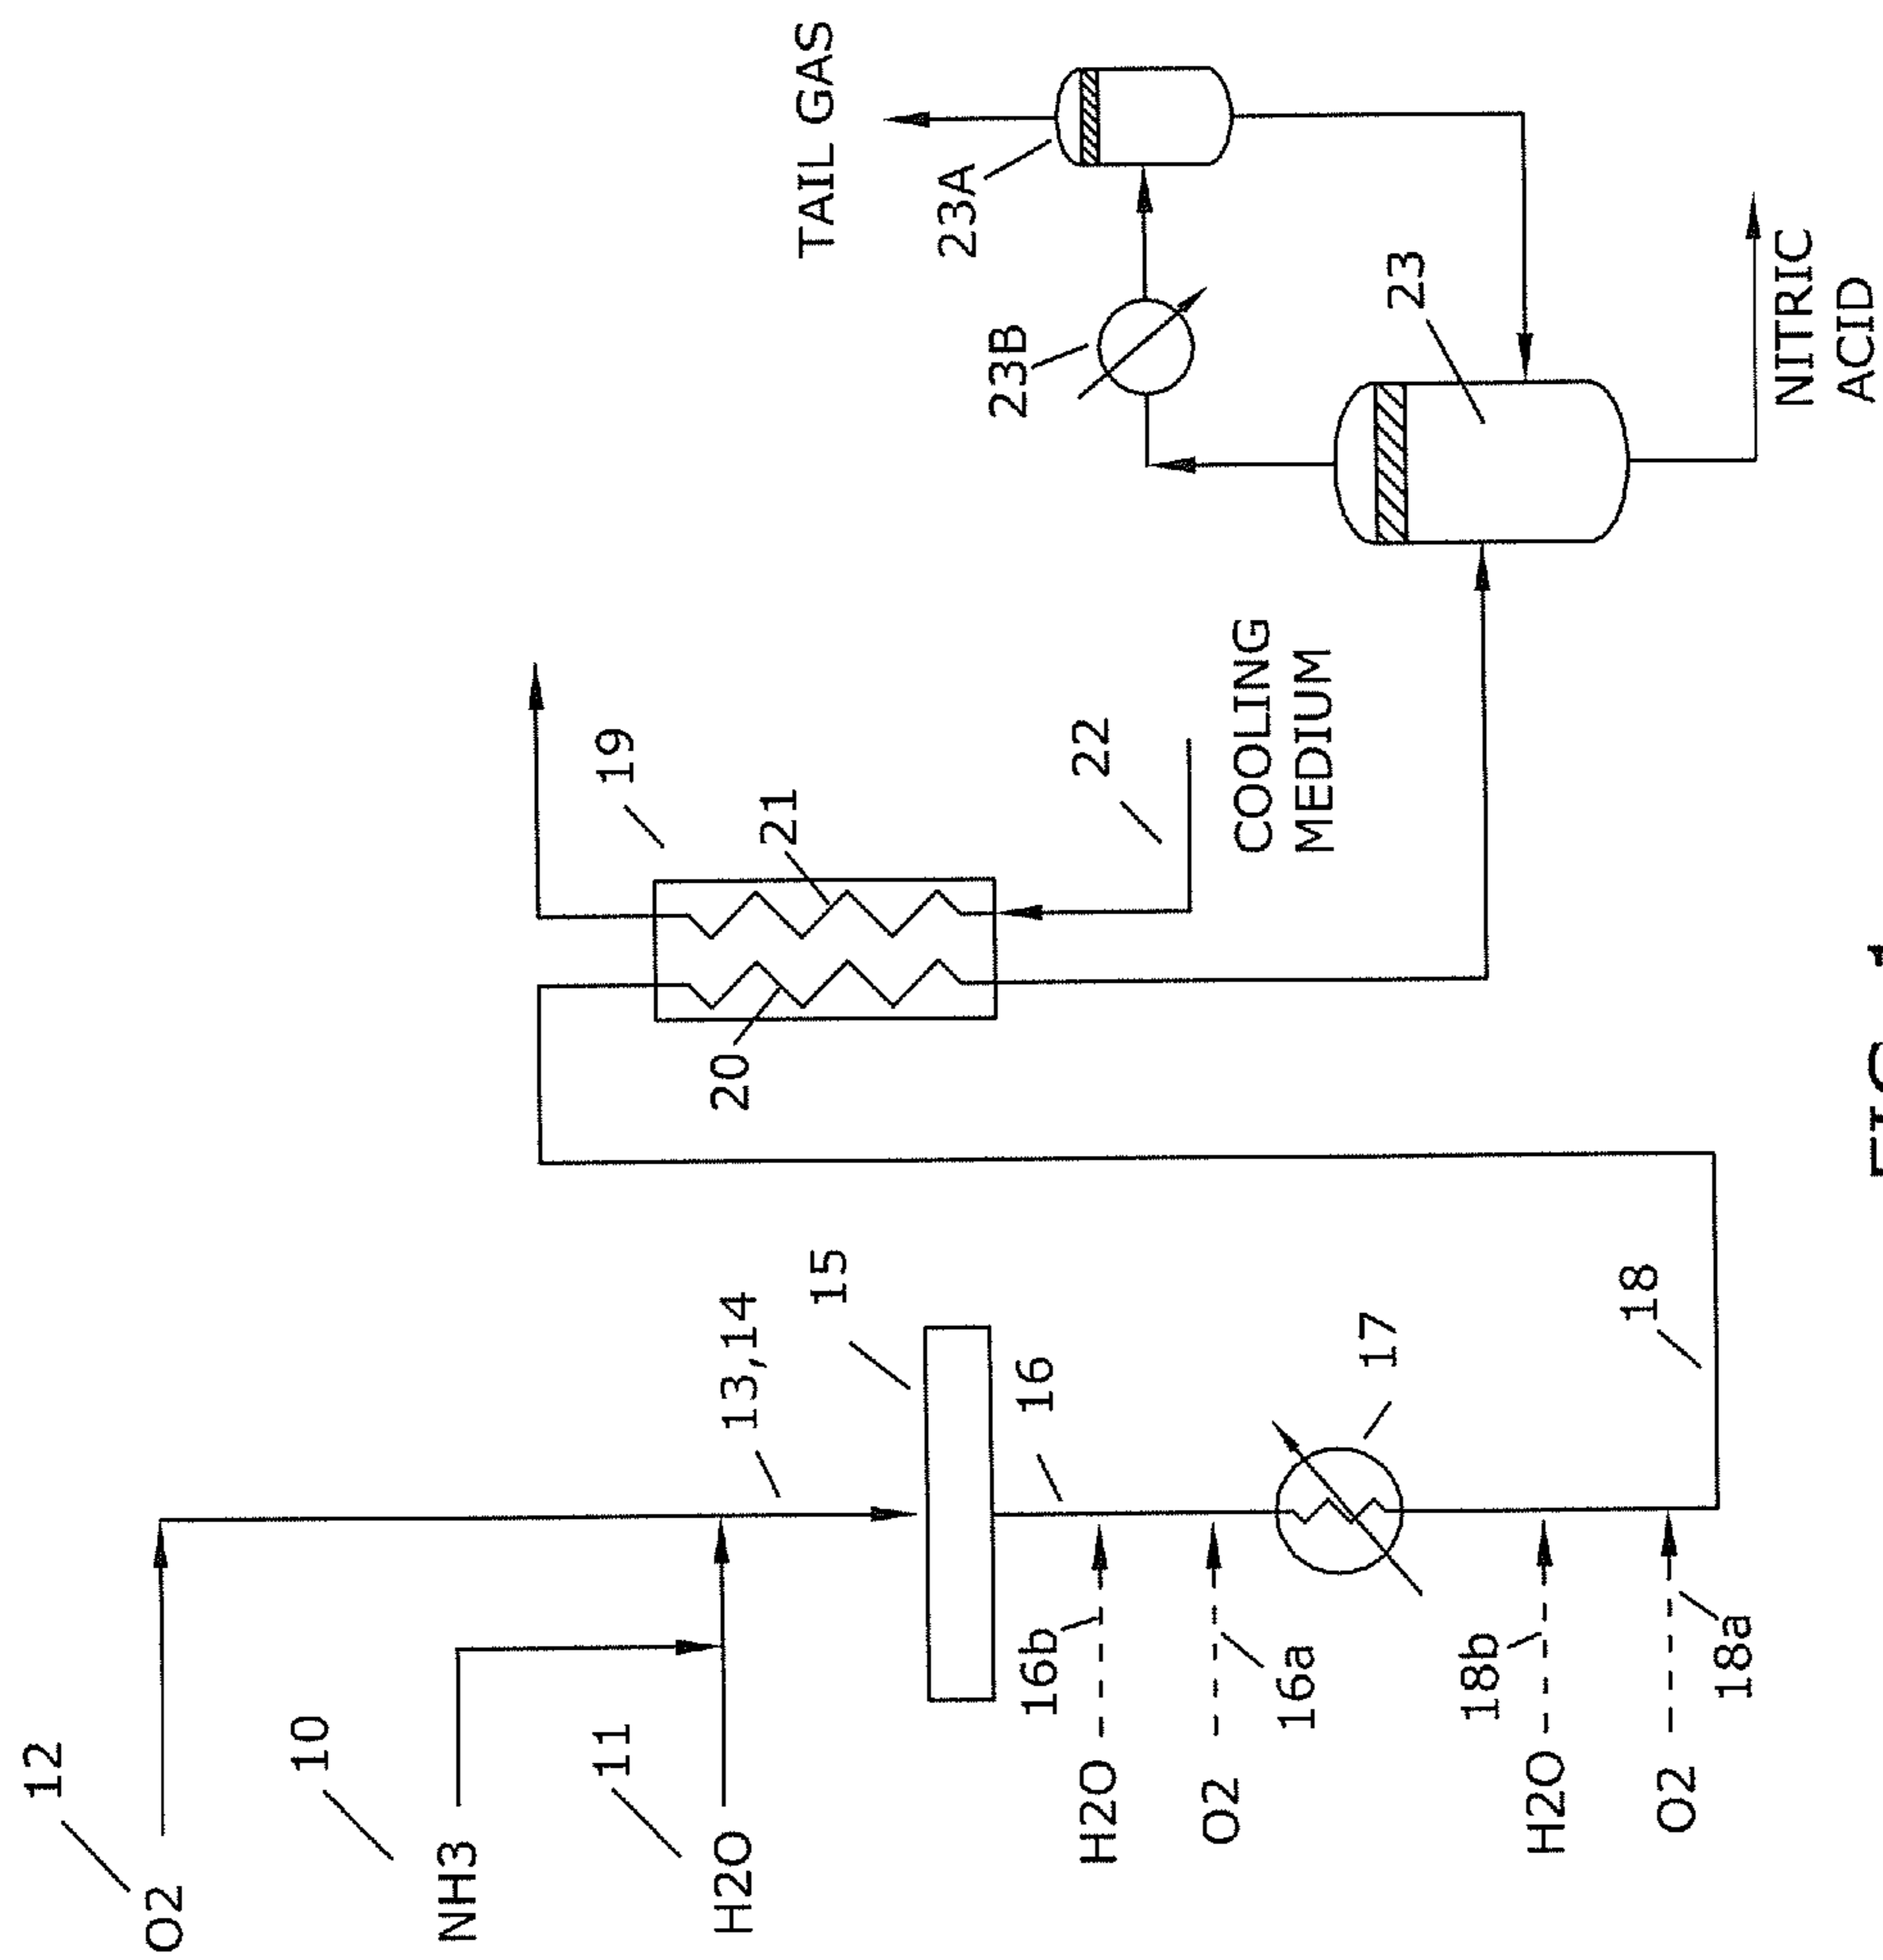 12
O2
10
NH3
11
H2O
13,14
15
16
16b
H2O
16a
O2
17
18b
H2O
18a
O2
18
19
20
21
22
COOLING
MEDIUM
TAIL GAS
23A
23B
23
NITRIC
ACID